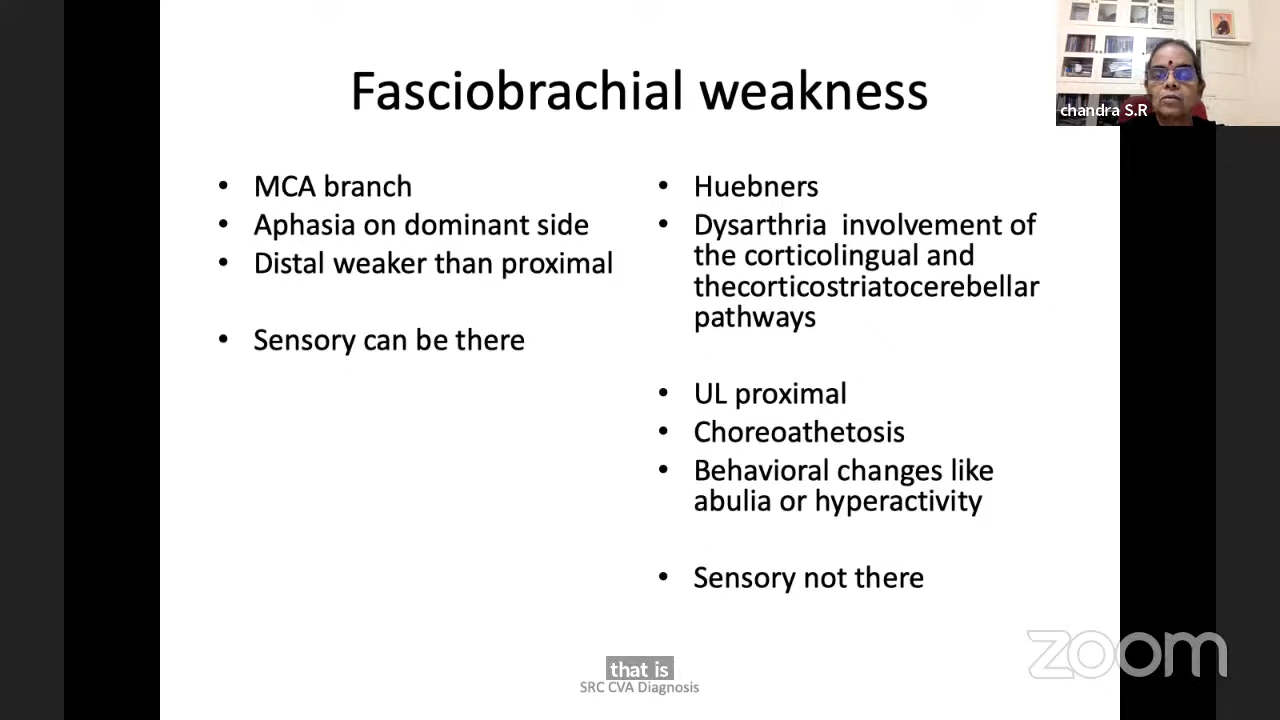 Fasciobrachial weakness
chandra S.R
• MCA branch
• Aphasia on dominant side
• Distal weaker than proximal
• Sensory can be there
• Huebners
• Dysarthria involvement of
the corticolingual and
thecorticostriatocerebellar
pathways
• UL proximal
• Choreoathetosis
• Behavioral changes like
abulia or hyperactivity
• Sensory not there
that is
SRC CVA Diagnosis
zoom